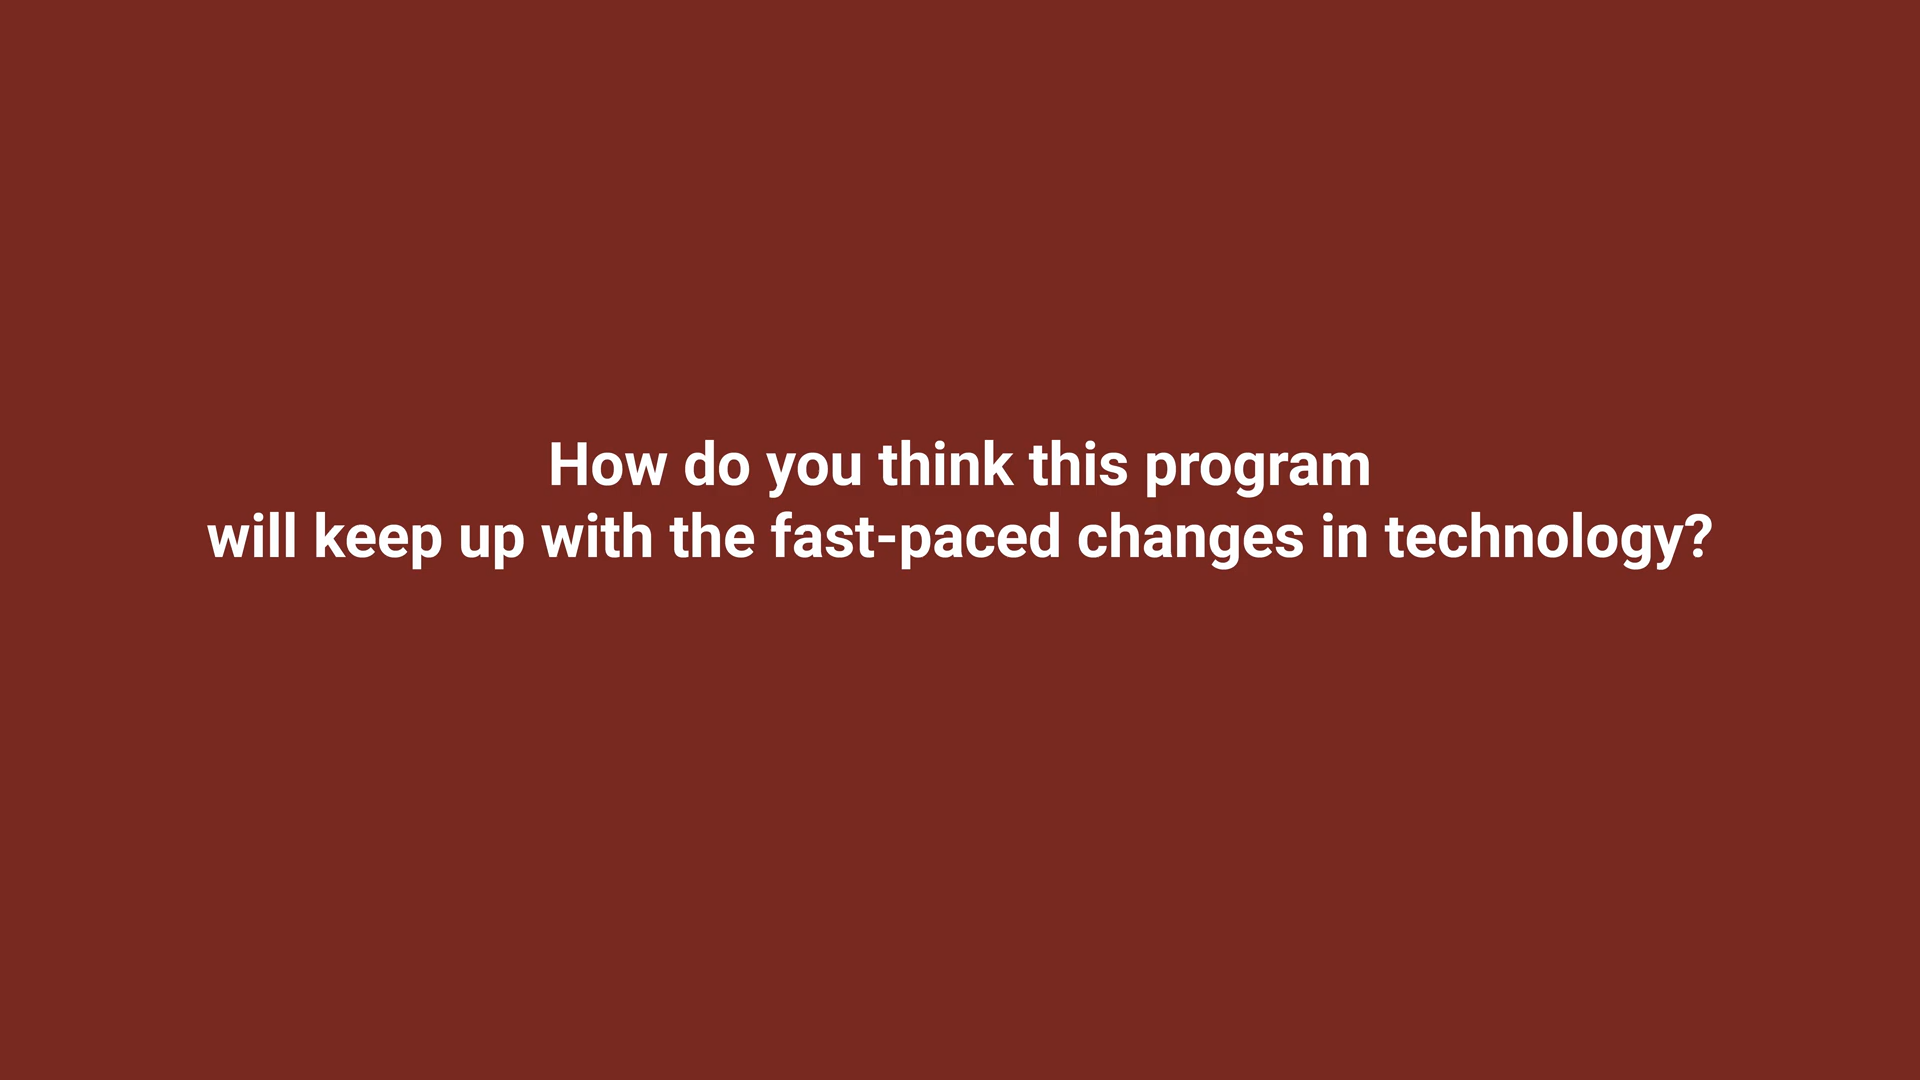 How do you think this program
will keep up with the fast-paced changes in technology?